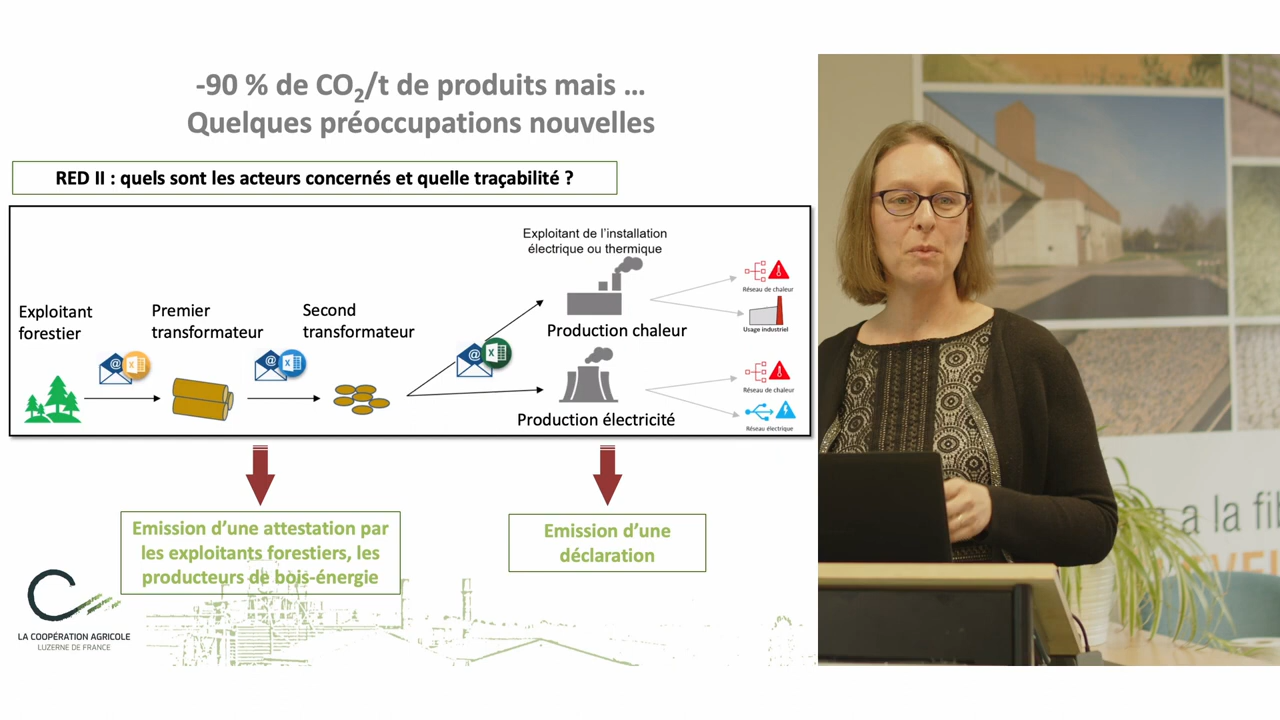 -90 % de CO2/t de produits mais ...
Quelques préoccupations nouvelles
RED II : quels sont les acteurs concernés et quelle traçabilité ?
Exploitant de l'installation
électrique ou thermique
Exploitant
forestier
Premier
transformateur
Second
transformateur
Production chaleur
Production électricité
Réseau de chaleur
Usage industriel
Réseau de chaleur
Réseau électrique
Emission d'une attestation par
les exploitants forestiers, les
producteurs de bois-énergie
Emission d'une
déclaration
LA COOPÉRATION AGRICOLE
LUZERNE DE FRANCE
a la fi